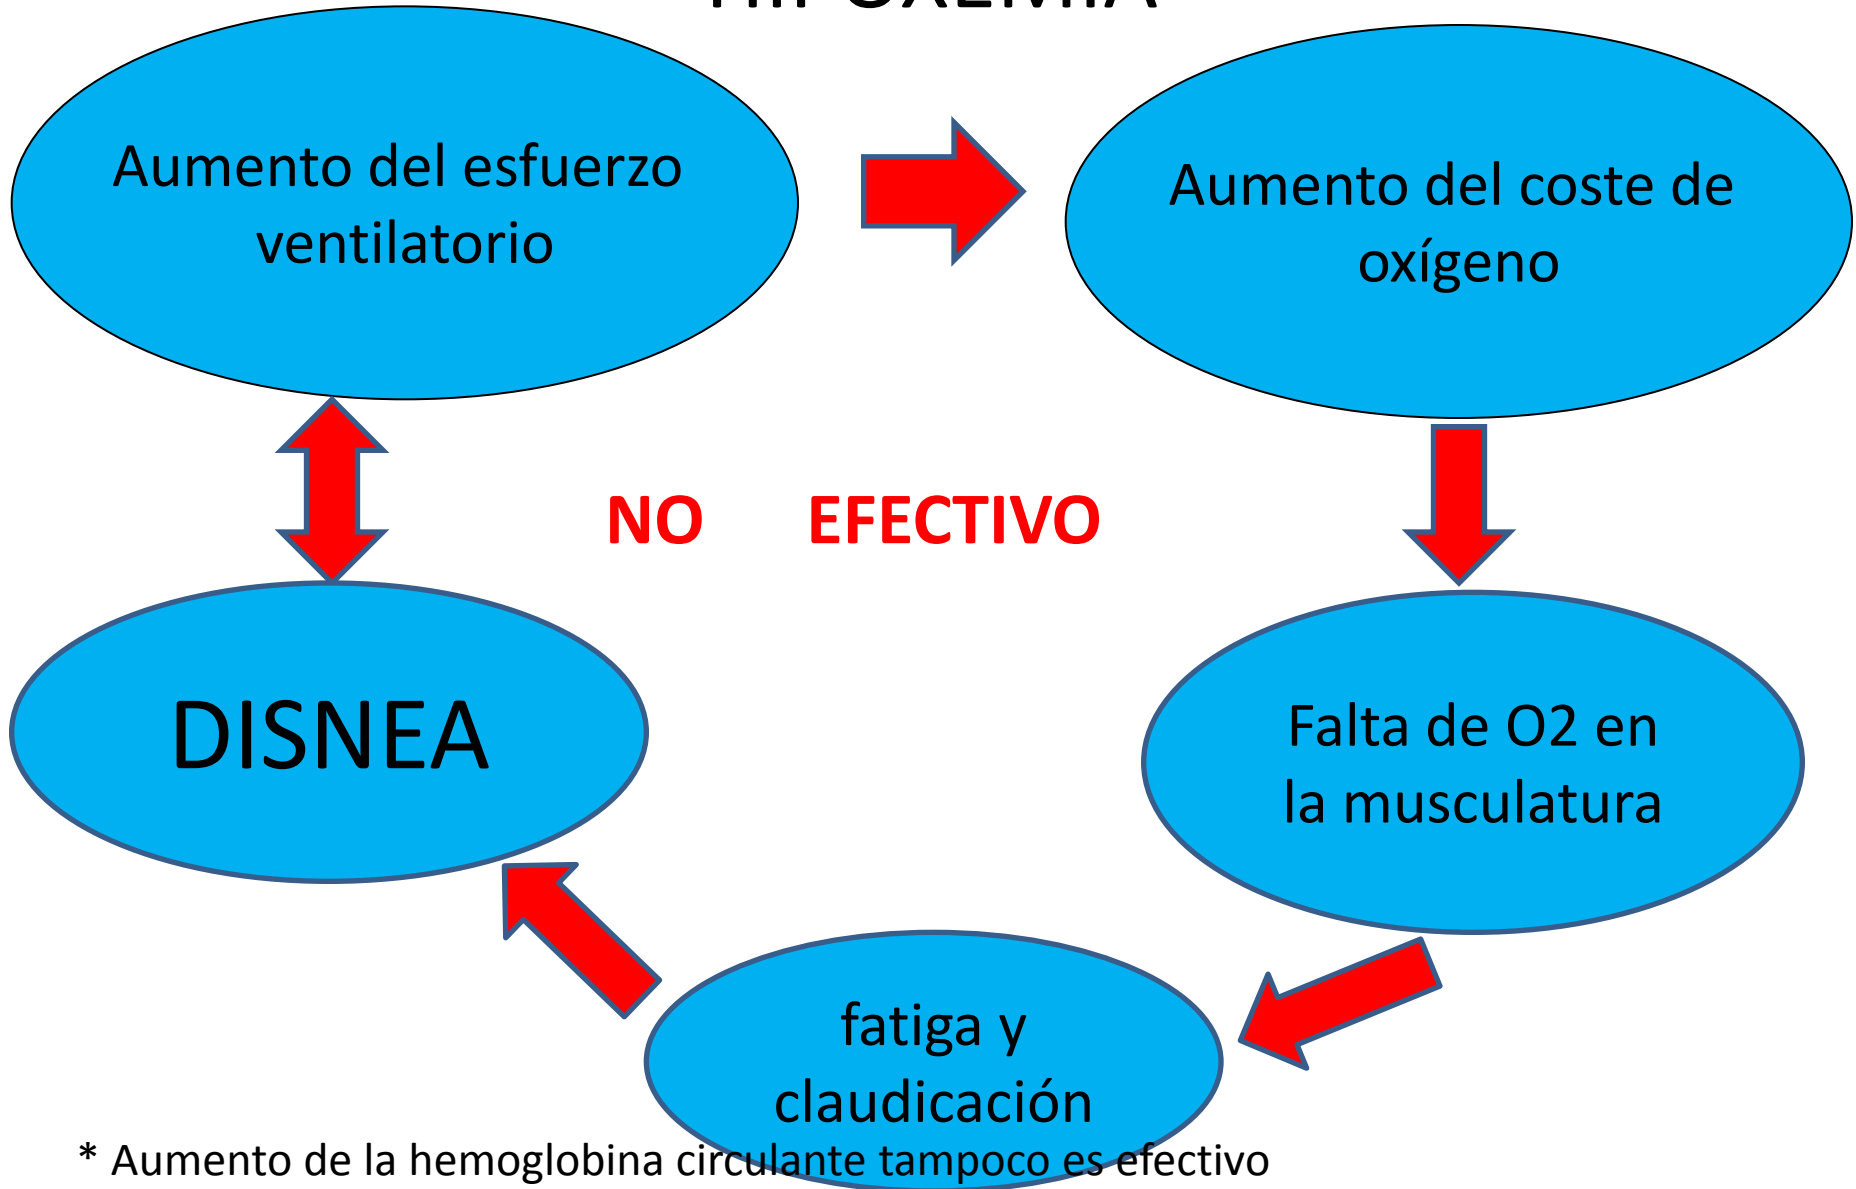 HIPOXEMIA
Aumento del esfuerzo
ventilatorio
Aumento del coste de
oxígeno
NO EFECTIVO
DISNEA
Falta de O2 en
la musculatura
fatiga y
claudicación
* Aumento de la hemoglobina circulante tampoco es efectivo